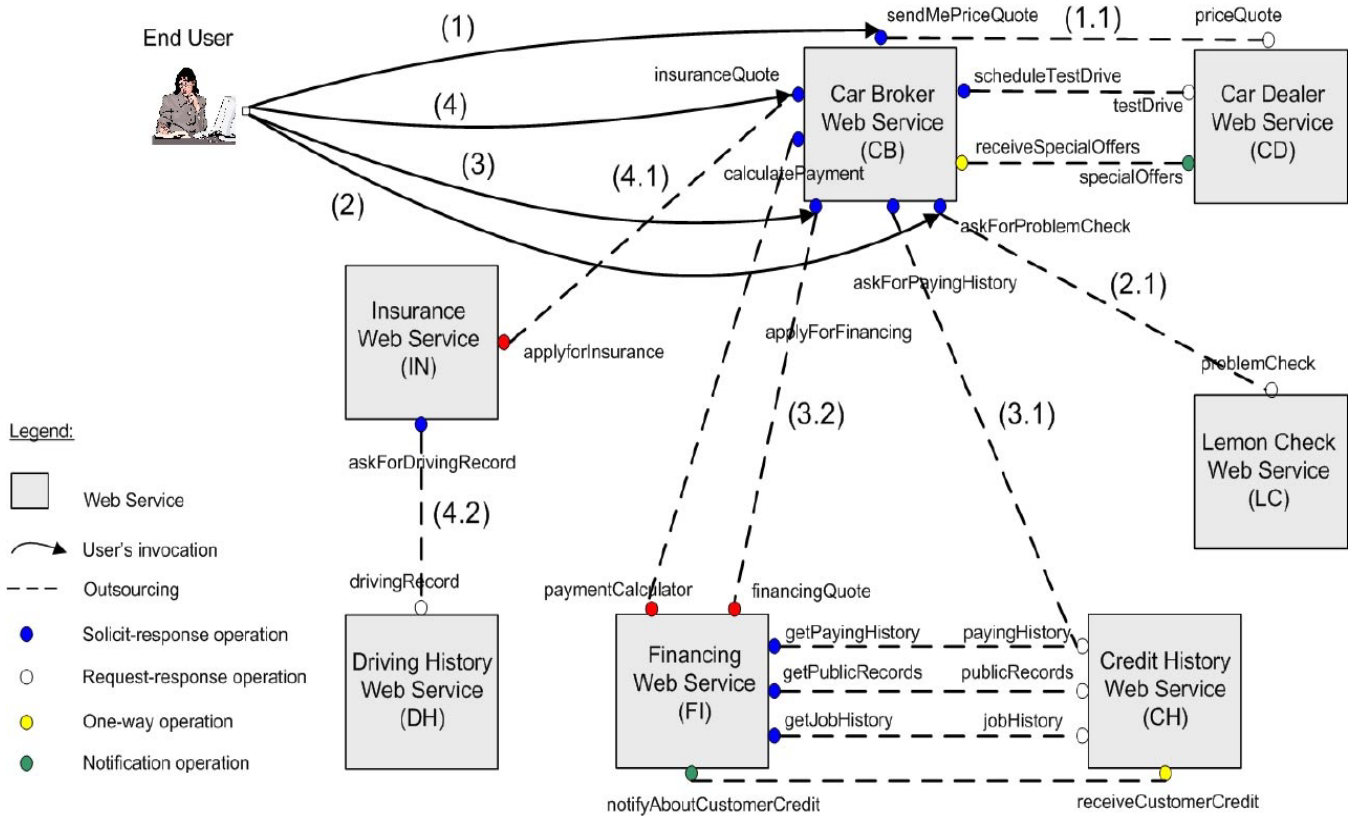 End User
(1)
sendMePriceQuote
(1.1)
priceQuote
insuranceQuote
(4)
Car Broker
Web Service
(CB)
scheduleTestDrive
testDrive
Car Dealer
Web Service
(CD)
receiveSpecialOffers
specialOffers
(3)
(4.1)
calculatePayment
(2)
askForProblemCheck
askForPayingHistory
(2.1)
Insurance
Web Service
(IN)
applyforInsurance
applyForFinancing
problemCheck
(3.2)
(3.1)
Lemon Check
Web Service
(LC)
askForDrivingRecord
(4.2)
drivingRecord
Driving History
Web Service
(DH)
paymentCalculator
financingQuote
Financing
Web Service
(FI)
getPayingHistory
payingHistory
getPublicRecords
publicRecords
getJobHistory
jobHistory
Credit History
Web Service
(CH)
notifyAboutCustomerCredit
receiveCustomerCredit
Legend:
Web Service
User's invocation
Outsourcing
Solicit-response operation
Request-response operation
One-way operation
Notification operation